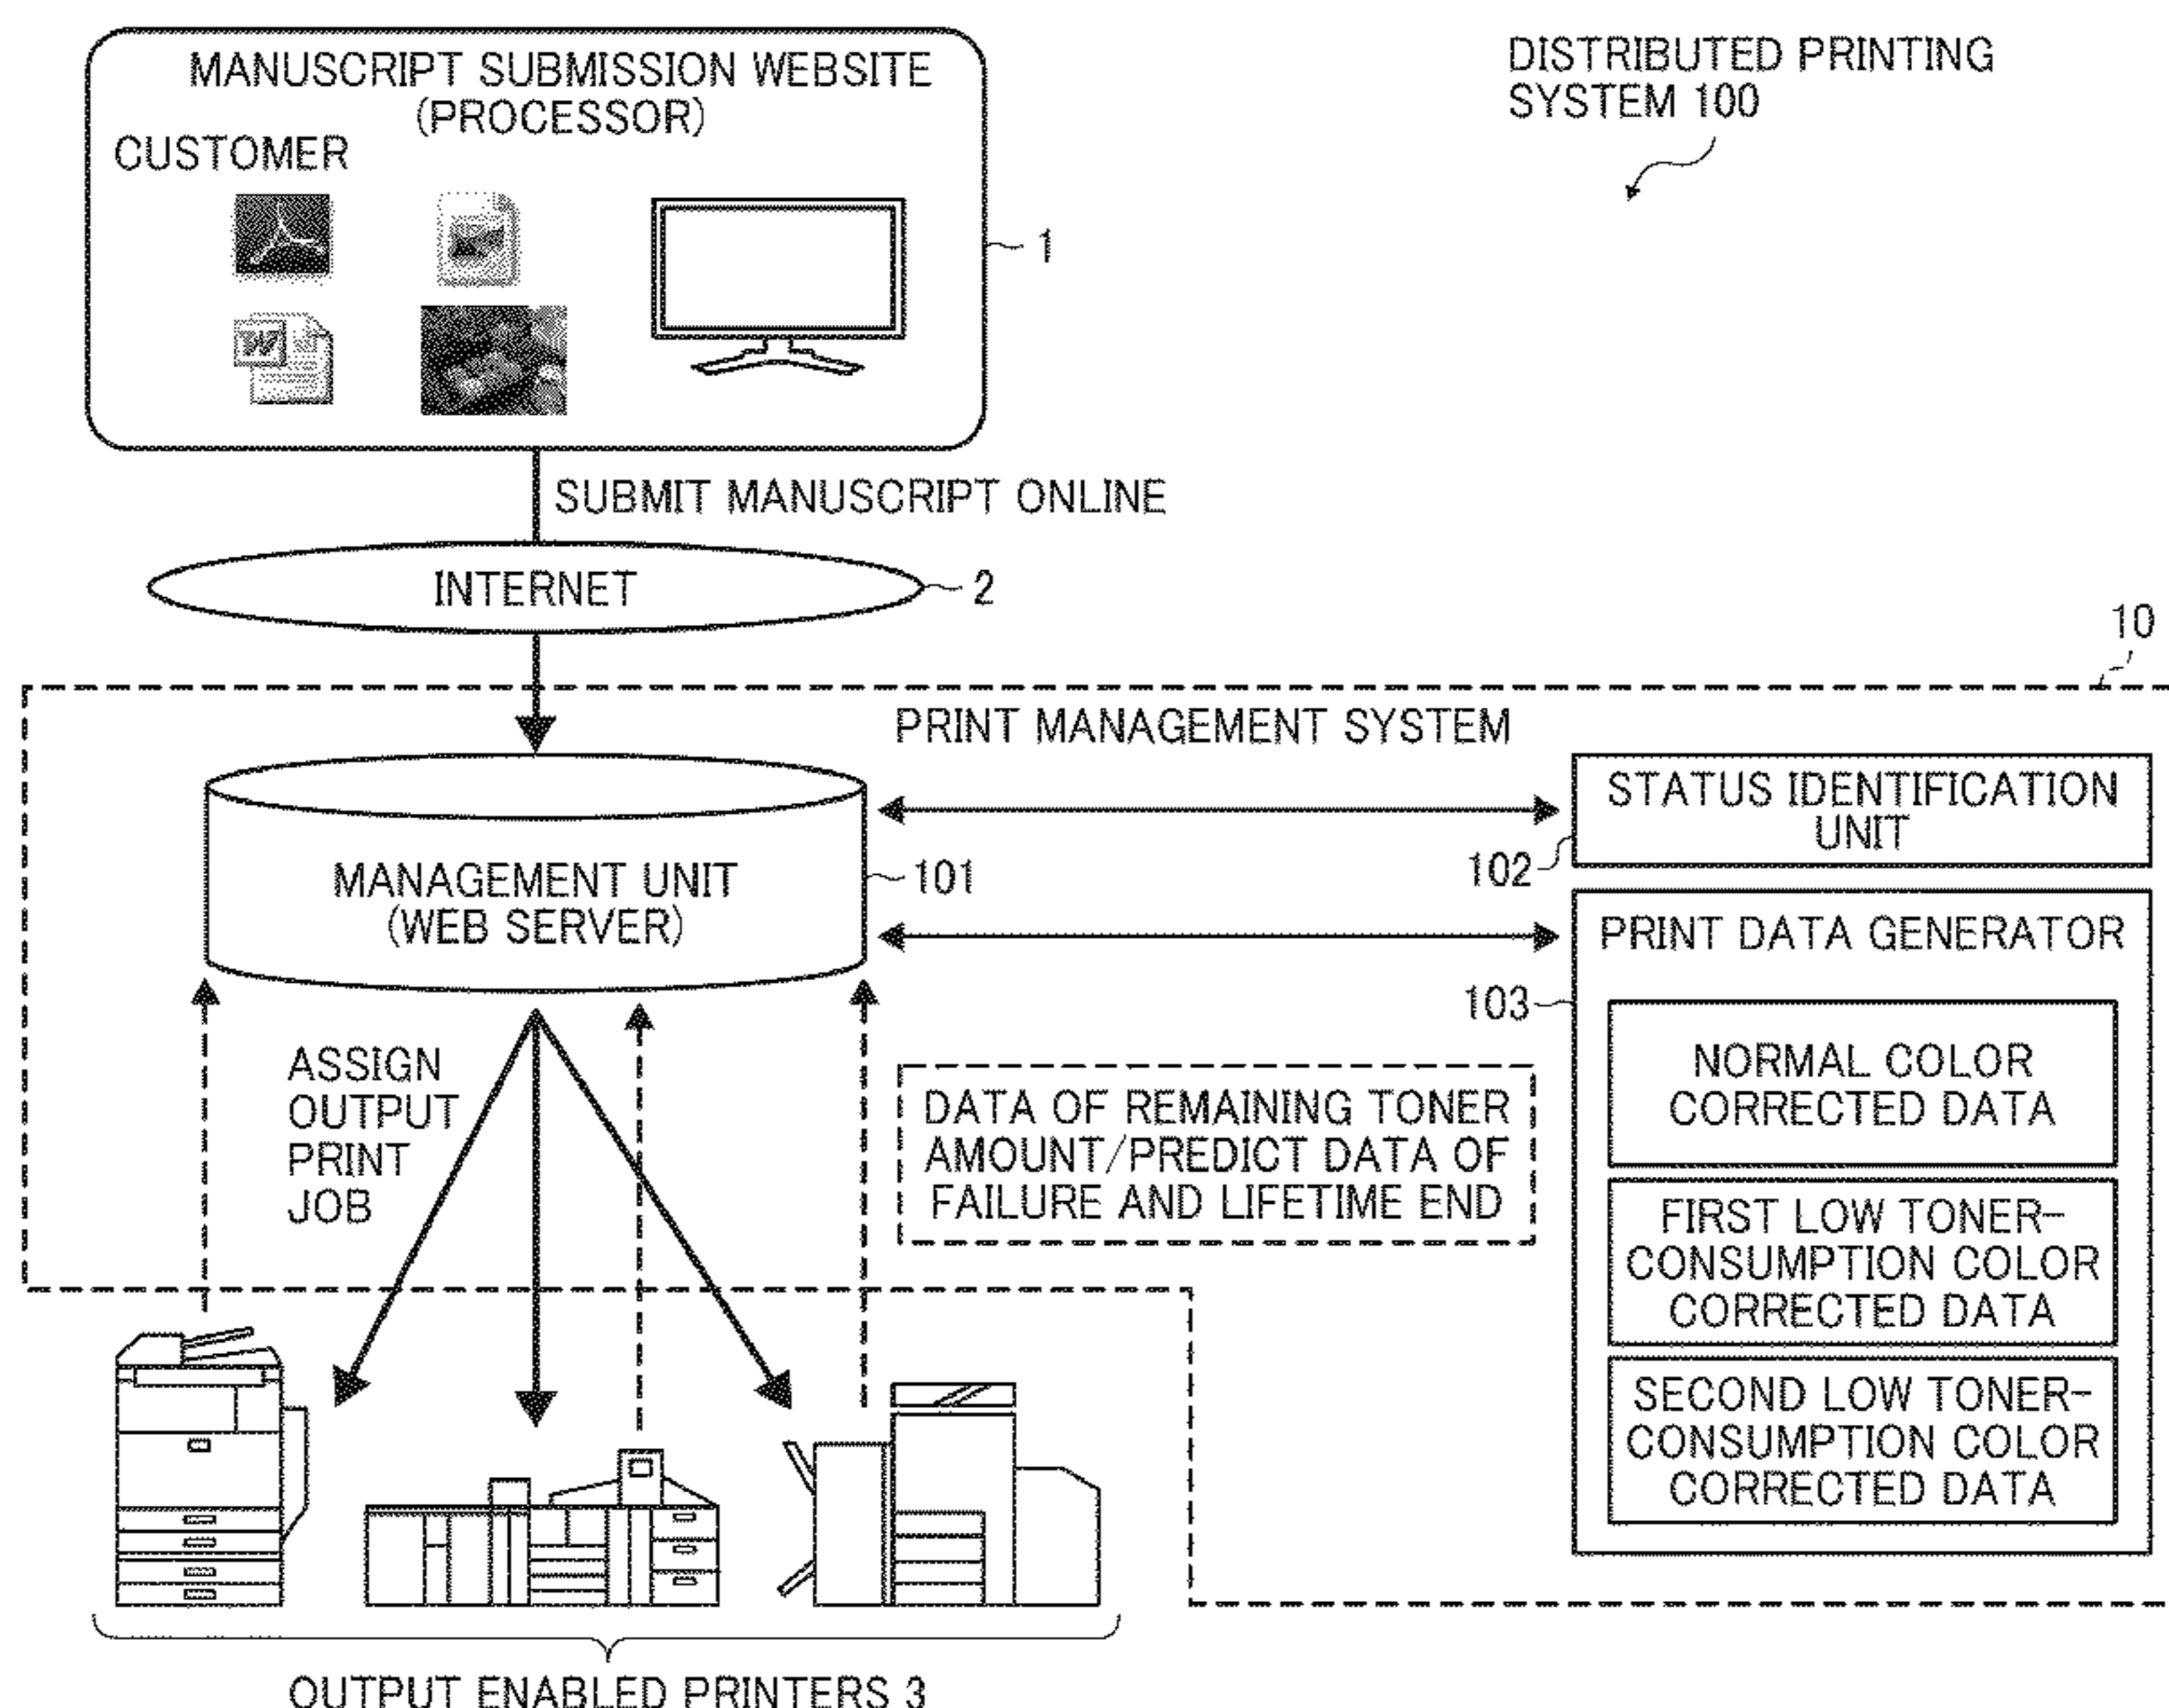 MANUSCRIPT SUBMISSION WEBSITE
(PROCESSOR)
CUSTOMER
W
1
DISTRIBUTED PRINTING
SYSTEM 100
SUBMIT MANUSCRIPT ONLINE
INTERNET
2
10
PRINT MANAGEMENT SYSTEM
MANAGEMENT UNIT
(WEB SERVER)
101
STATUS IDENTIFICATION
UNIT
102
PRINT DATA GENERATOR
103
NORMAL COLOR
CORRECTED DATA
FIRST LOW TONER-
CONSUMPTION COLOR
CORRECTED DATA
SECOND LOW TONER-
CONSUMPTION COLOR
CORRECTED DATA
ASSIGN
OUTPUT
PRINT
JOB
DATA OF REMAINING TONER
AMOUNT/PREDICT DATA OF
FAILURE AND LIFETIME END
OUTPUT ENABLED PRINTERS 3